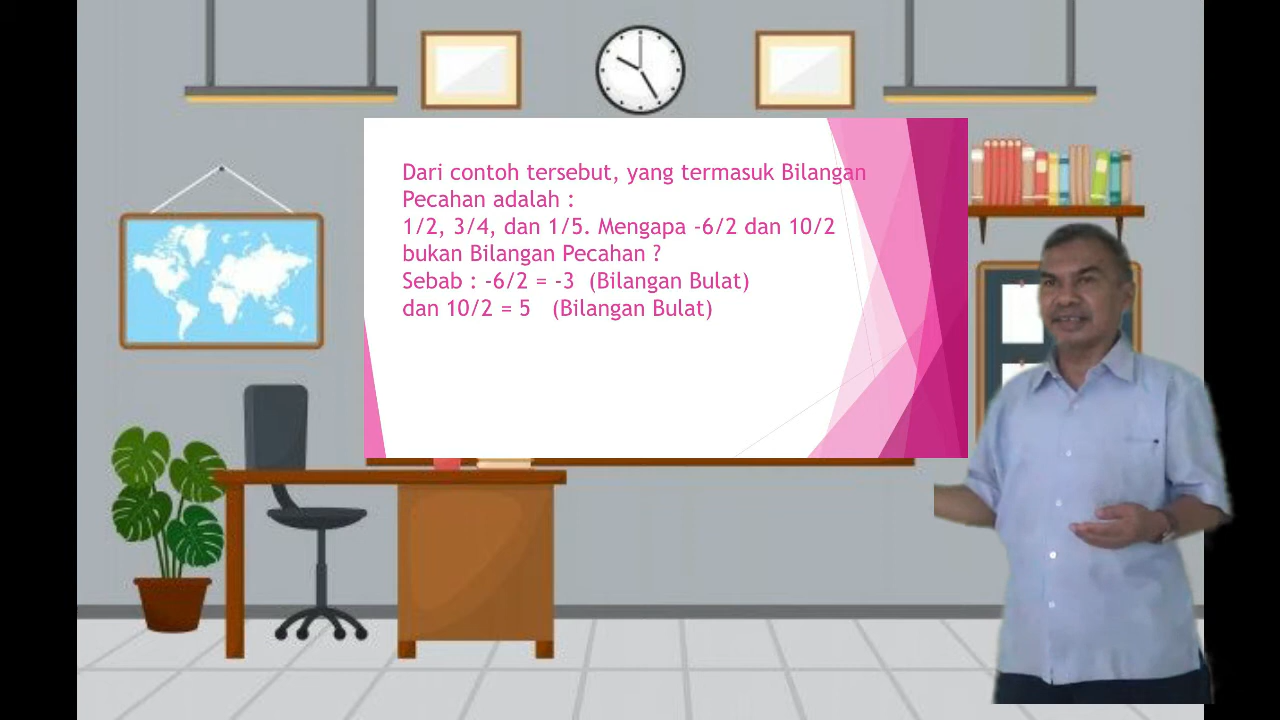 Dari contoh tersebut, yang termasuk Bilangan
Pecahan adalah :
1/2, 3/4, dan 1/5. Mengapa -6/2 dan 10/2
bukan Bilangan Pecahan ?
Sebab : -6/2 = -3 (Bilangan Bulat)
dan 10/2 = 5 (Bilangan Bulat)